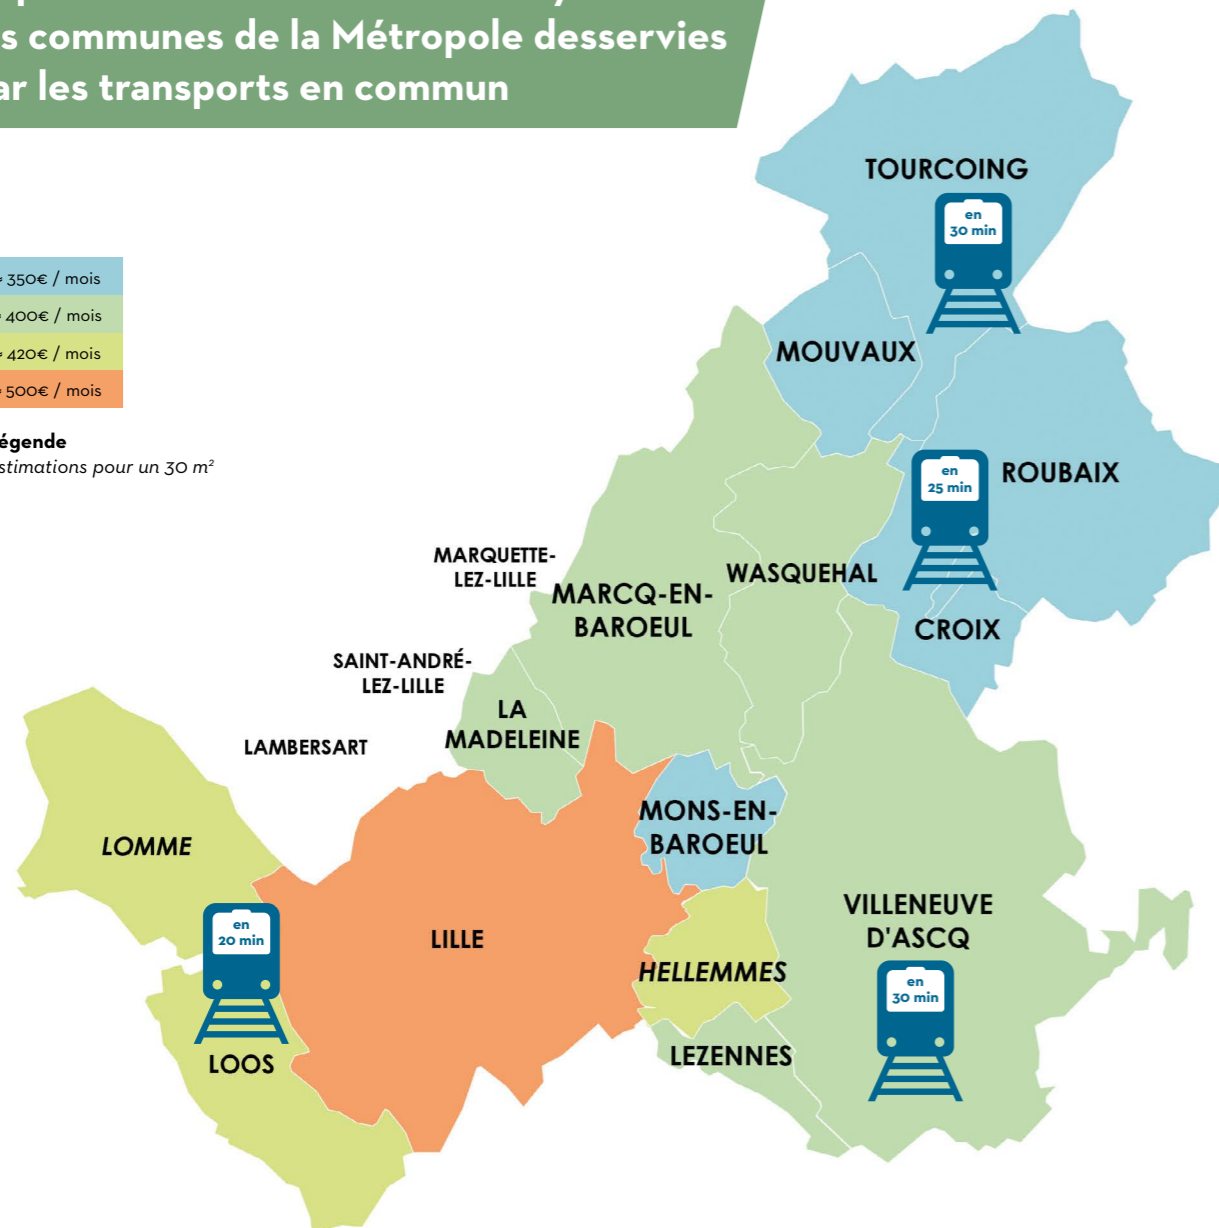 s communes de la Métropole desservies
ar les transports en commun
350€ / mois
400€ / mois
420€ / mois
500€ / mois
égende
stimations pour un 30 m²
TOURCOING
en
30 min
MOUVAUX
ROUBAIX
en
25 min
MARQUETTE-
LEZ-LILLE
WASQUEHAL
MARCQ-EN-
BAROEUL
CROIX
SAINT-ANDRÉ-
LEZ-LILLE
LA
MADELEINE
LAMBERSART
MONS-EN-
BAROEUL
LOMME
VILLENEUVE
D'ASCQ
en
20 min
LILLE
HELLEMMES
en
30 min
LOOS
LEZENNES